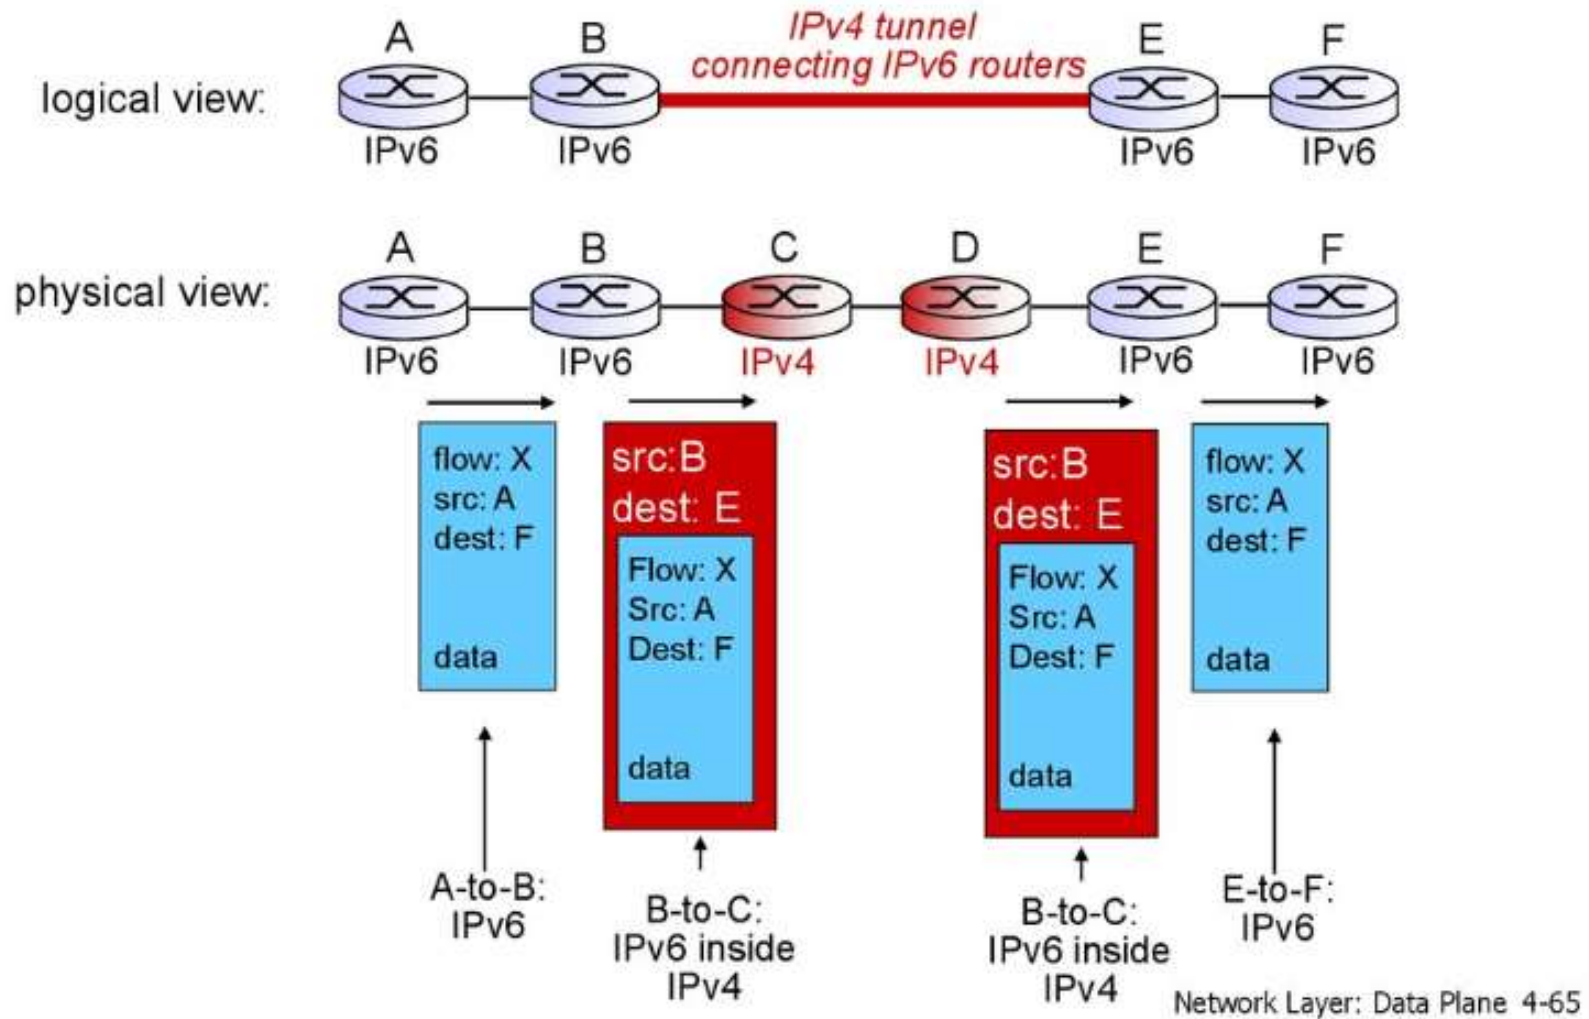 IPv4 tunnel
connecting IPv6 routers
A
B
E
F
logical view:
IPv6
IPv6
IPv6
IPv6
A
B
C
D
E
F
physical view:
IPv6
IPv6
IPv4
IPv4
IPv6
IPv6
flow: X
src: A
dest: F
data
src:B
dest: E
Flow: X
Src: A
Dest: F
data
src:B
dest: E
Flow: X
Src: A
Dest: F
data
flow: X
src: A
dest: F
data
A-to-B:
IPv6
B-to-C:
IPv6 inside
IPv4
B-to-C:
IPv6 inside
IPv4
E-to-F:
IPv6
Network Layer: Data Plane 4-65